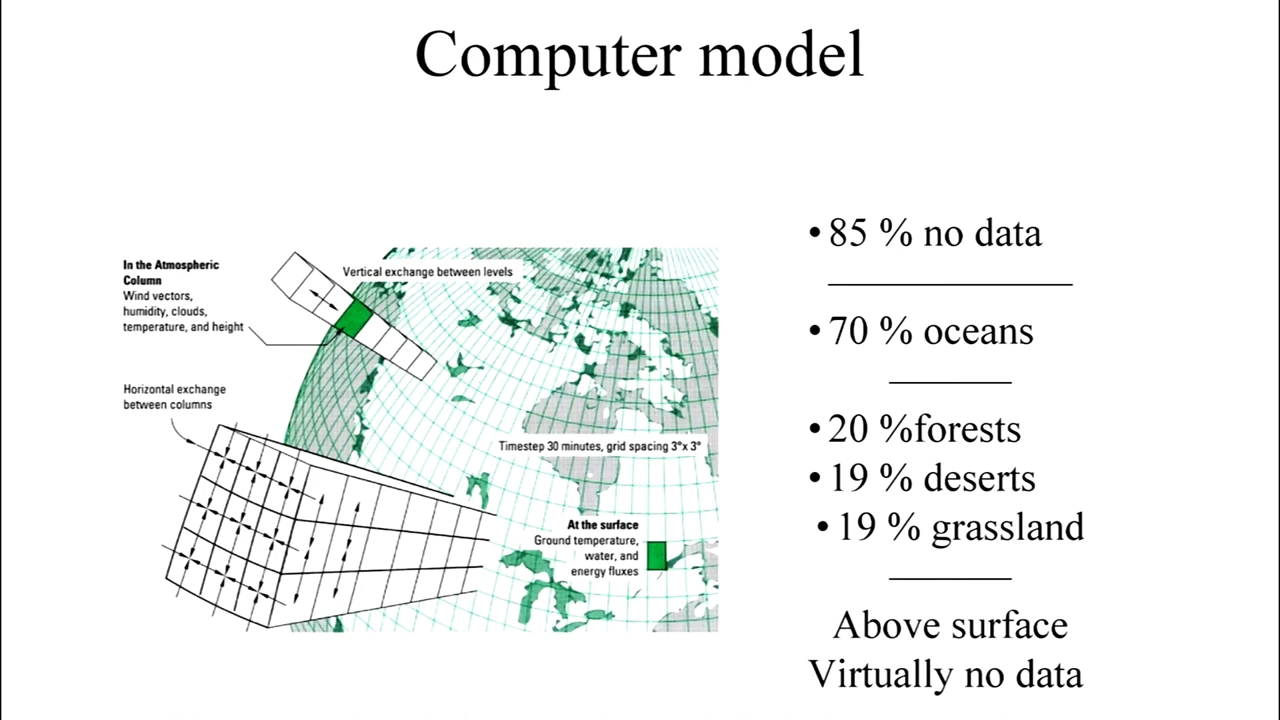 Computer model
In the Atmospheric
Column
Wind vectors,
humidity, clouds,
temperature, and height
Vertical exchange between levels
Horizontal exchange
between columns
Timestep 30 minutes, grid spacing 3°x 3°
At the surface
Ground temperature,
water, and
energy fluxes
• 85 % no data
• 70 % oceans
• 20 %forests
• 19 % deserts
• 19 % grassland
Above surface
Virtually no data